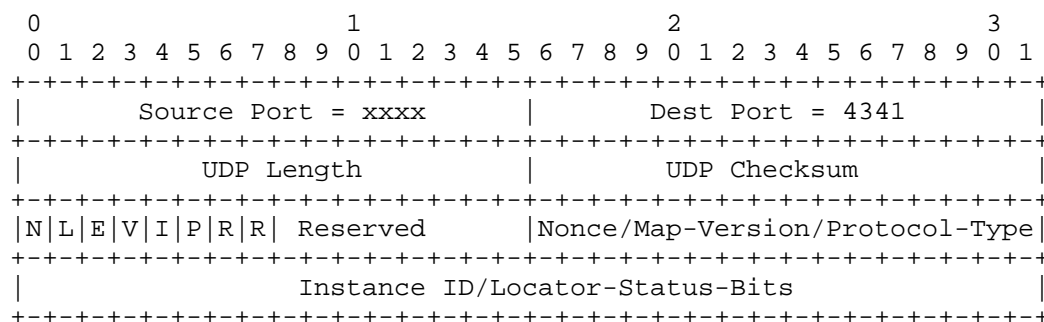 0                   1                   2                   3
0 1 2 3 4 5 6 7 8 9 0 1 2 3 4 5 6 7 8 9 0 1 2 3 4 5 6 7 8 9 0 1
+-+-+-+-+-+-+-+-+-+-+-+-+-+-+-+-+-+-+-+-+-+-+-+-+-+-+-+-+-+-+-+-+
|       Source Port = xxxx      |       Dest Port = 4341        |
+-+-+-+-+-+-+-+-+-+-+-+-+-+-+-+-+-+-+-+-+-+-+-+-+-+-+-+-+-+-+-+-+
|           UDP Length          |        UDP Checksum           |
+-+-+-+-+-+-+-+-+-+-+-+-+-+-+-+-+-+-+-+-+-+-+-+-+-+-+-+-+-+-+-+-+
|N|L|E|V|I|P|R|R| Reserved      |Nonce/Map-Version/Protocol-Type|
+-+-+-+-+-+-+-+-+-+-+-+-+-+-+-+-+-+-+-+-+-+-+-+-+-+-+-+-+-+-+-+-+
|                 Instance ID/Locator-Status-Bits               |
+-+-+-+-+-+-+-+-+-+-+-+-+-+-+-+-+-+-+-+-+-+-+-+-+-+-+-+-+-+-+-+-+